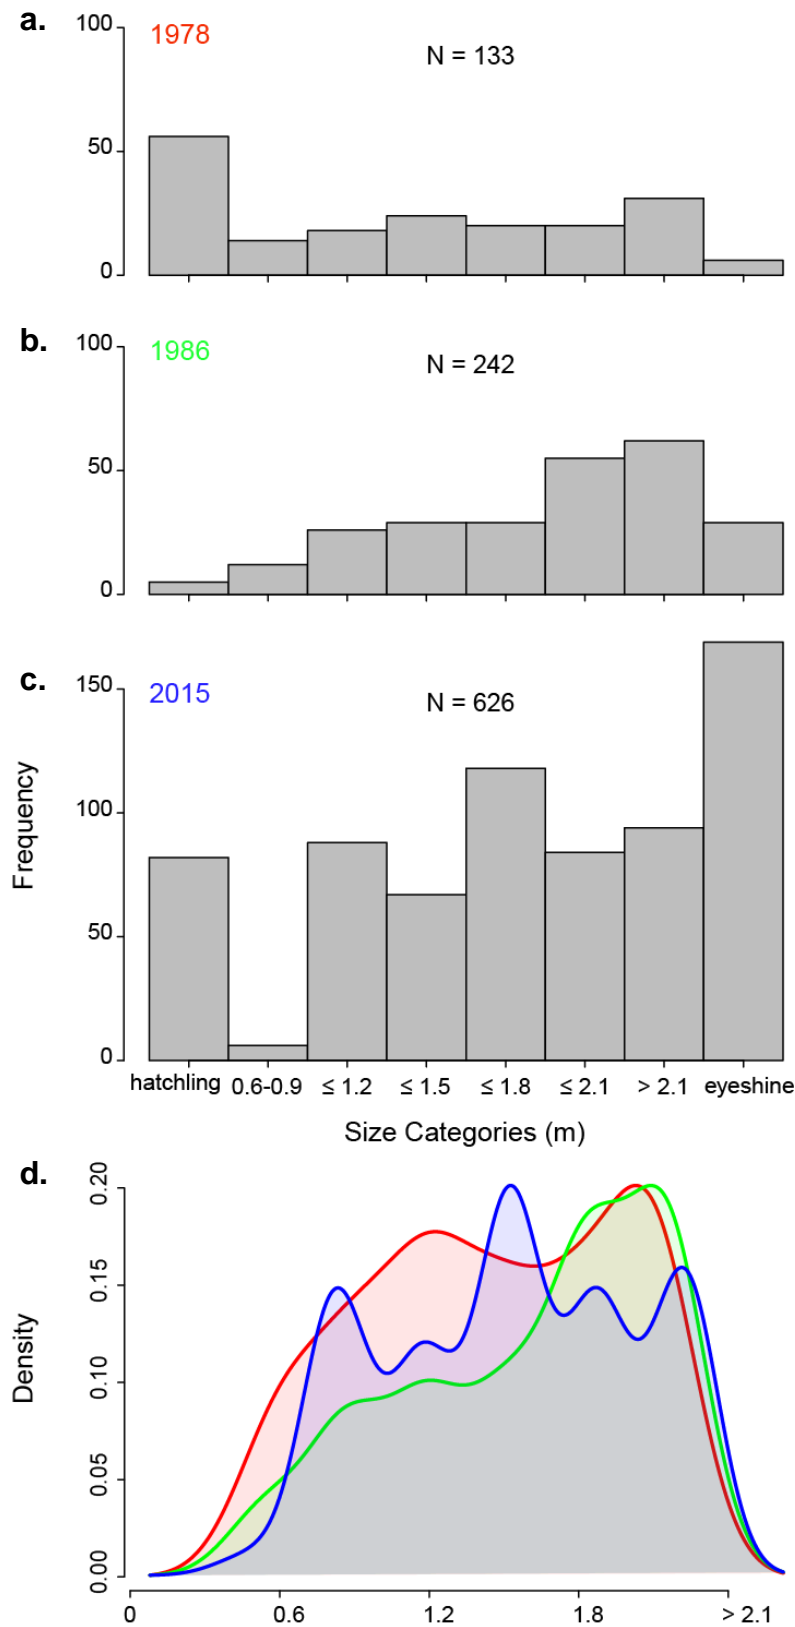 a.
1978
N = 133
100
50
0
b.
1986
N = 242
100
50
0
c.
2015
N = 626
150
100
50
0
Frequency
hatchling 0.6-0.9 ≤ 1.2 ≤ 1.5 ≤ 1.8 ≤ 2.1 > 2.1 eyeshine
Size Categories (m)
d.
0.20
0.15
0.10
0.05
0.00
Density
0 0.6 1.2 1.8 > 2.1